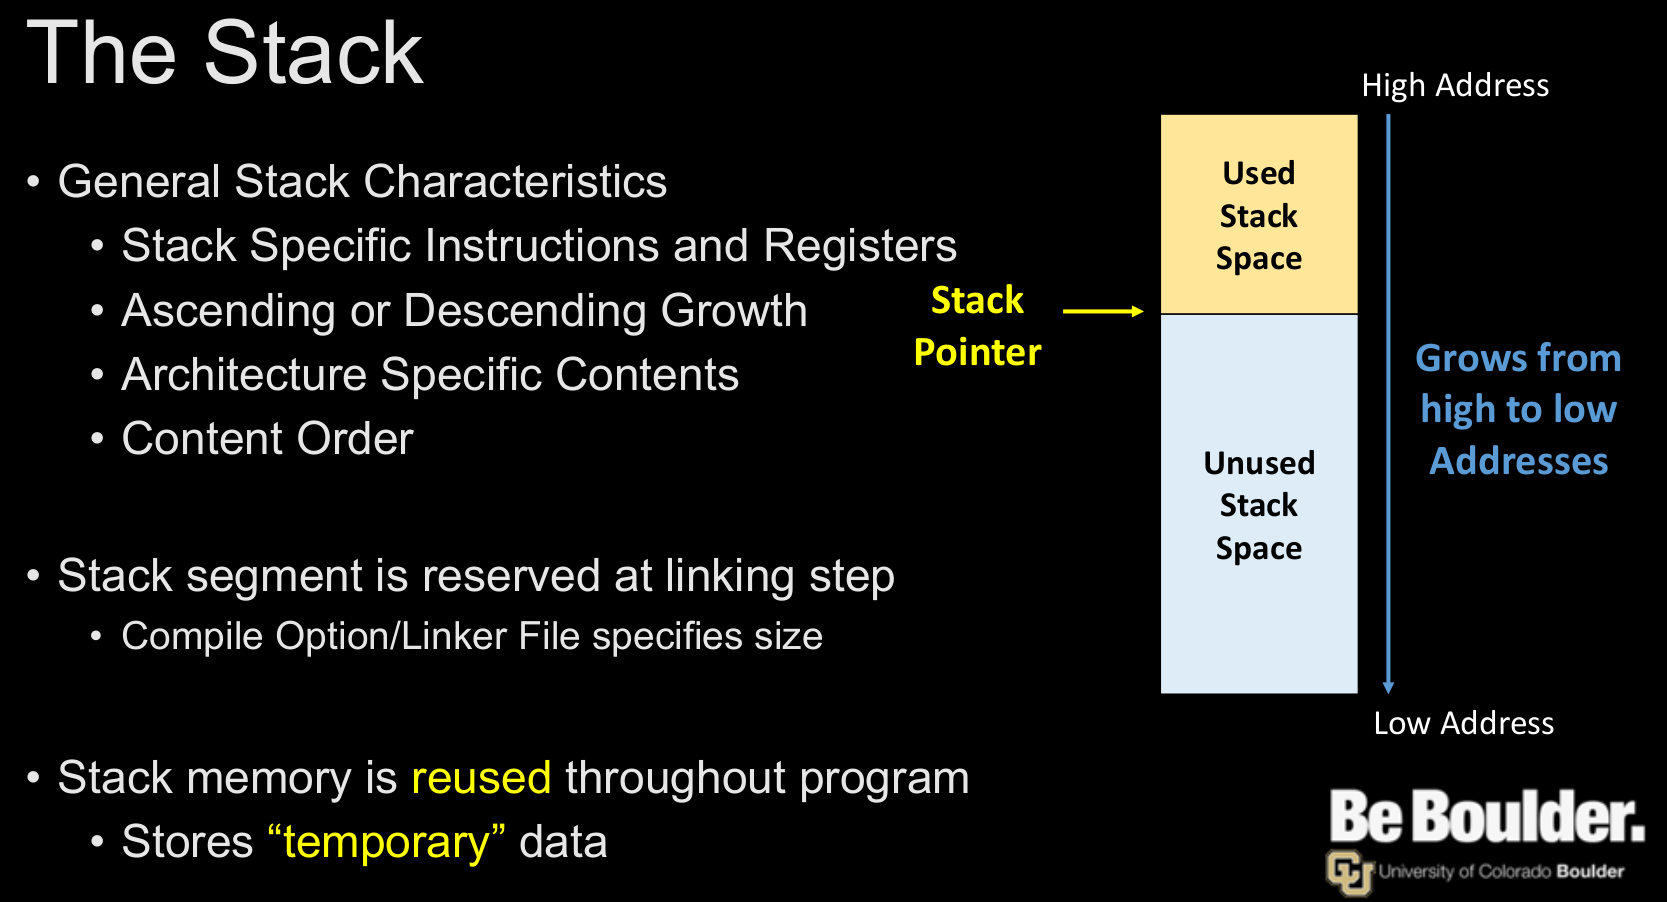 The Stack
• General Stack Characteristics
• Stack Specific Instructions and Registers
• Ascending or Descending Growth
• Architecture Specific Contents
• Content Order
• Stack segment is reserved at linking step
• Compile Option/Linker File specifies size
• Stack memory is reused throughout program
• Stores “temporary” data
High Address
Used
Stack
Space
Stack
Pointer
Unused
Stack
Space
Grows from
high to low
Addresses
Low Address
Be Boulder.
CU
University of Colorado Boulder